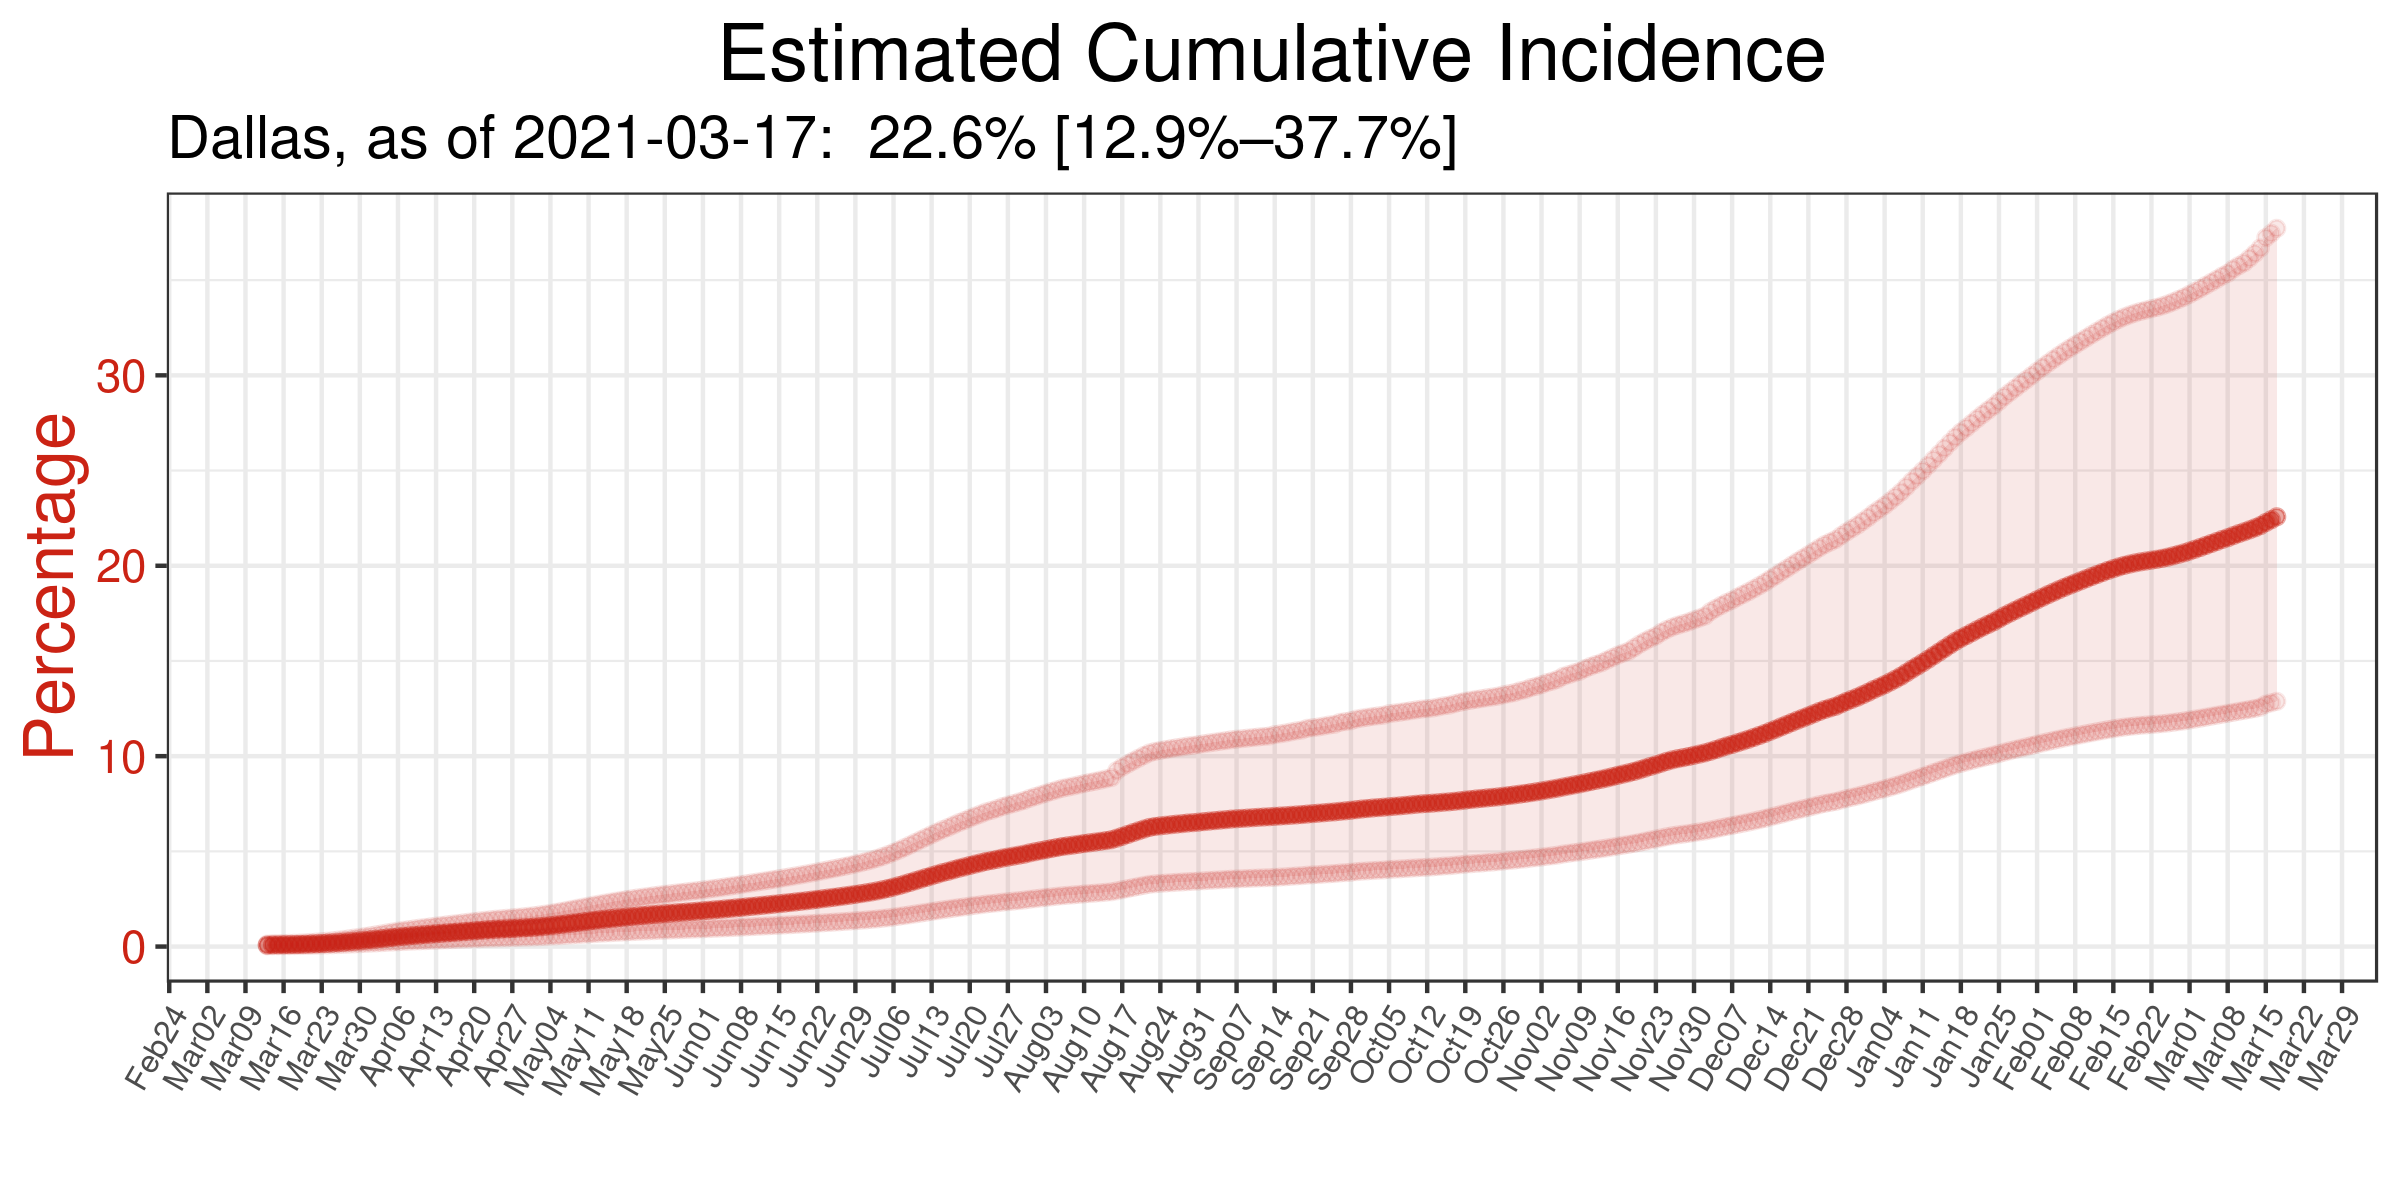 Estimated Cumulative Incidence
Dallas, as of 2021-03-17:  22.6% [12.9%–37.7%]
Percentage
30
20
10
0
Feb24
Mar02
Mar09
Mar16
Mar23
Mar30
Apr06
Apr13
Apr20
Apr27
May04
May11
May18
May25
Jun01
Jun08
Jun15
Jun22
Jun29
Jul06
Jul13
Jul20
Jul27
Aug03
Aug10
Aug17
Aug24
Aug31
Sep07
Sep14
Sep21
Sep28
Oct05
Oct12
Oct19
Oct26
Nov02
Nov09
Nov16
Nov23
Nov30
Dec07
Dec14
Dec21
Dec28
Jan04
Jan11
Jan18
Jan25
Feb01
Feb08
Feb15
Feb22
Mar01
Mar08
Mar15
Mar22
Mar29